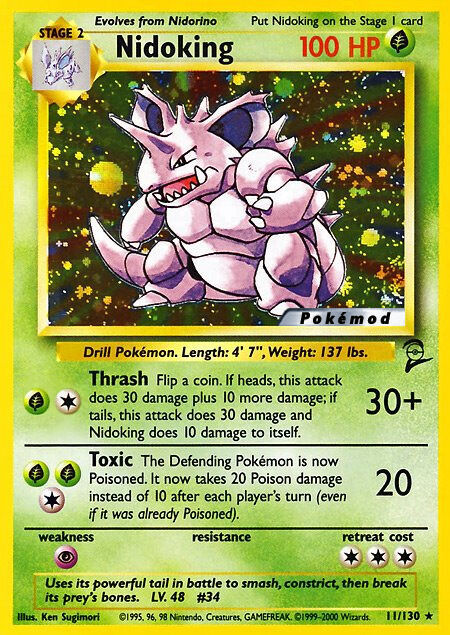 Evolves from Nidorino Put Nidoking on the Stage 1 card
STAGE 2
Nidoking 100 HP
Pokémod
Drill Pokémon. Length: 4' 7", Weight: 137 lbs.
Thrash Flip a coin. If heads, this attack
does 30 damage plus 10 more damage; if
tails, this attack does 30 damage and
Nidoking does 10 damage to itself.
30+
Toxic The Defending Pokémon is now
Poisoned. It now takes 20 Poison damage
instead of 10 after each player's turn (even
if it was already Poisoned).
20
weakness resistance retreat cost
Uses its powerful tail in battle to smash, constrict, then break
its prey's bones. LV. 48 #34
Illus. Ken Sugimori ©1995, 96, 98 Nintendo, Creatures, GAMEFREAK. ©1999-2000 Wizards. 11/130 ★